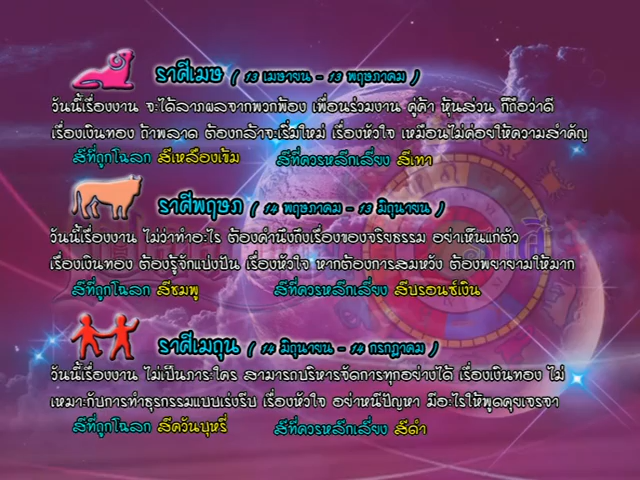 ราศีเมษ ( 13 เมษายน - 13 พฤษภาคม )
วันนี้เรื่องงาน จะได้ลาภผลจากพวกพ้อง เพื่อนร่วมงาน คู่ค้า หุ้นส่วน ก็ถือว่าดี
เรื่องเงินทอง ถ้าพลาด ต้องกล้าจะเริ่มใหม่ เรื่องหัวใจ เหมือนไม่ค่อยให้ความสำคัญ
สีที่ถูกโฉลก สีเหลืองเข้ม สีที่ควรหลีกเลี่ยง สีเทา
ราศีพฤษภ ( 14 พฤษภาคม - 13 มิถุนายน )
วันนี้เรื่องงาน ไม่ว่าทำอะไร ต้องคำนึงถึงเรื่องของจริยธรรม อย่าเห็นแก่ตัว
เรื่องเงินทอง ต้องรู้จักแบ่งปัน เรื่องหัวใจ หากต้องการสมหวัง ต้องพยายามให้มาก
สีที่ถูกโฉลก สีชมพู สีที่ควรหลีกเลี่ยง สีบรอนซ์เงิน
ราศีเมถุน ( 14 มิถุนายน - 14 กรกฎาคม )
วันนี้เรื่องงาน ไม่เป็นภาระใคร สามารถบริหารจัดการทุกอย่างได้ เรื่องเงินทอง ไม่
เหมาะกับการทำธุรกรรมแบบเร่งรีบ เรื่องหัวใจ อย่าหนีปัญหา มีอะไรให้พูดคุยเจรจา
สีที่ถูกโฉลก สีควันบุหรี่ สีที่ควรหลีกเลี่ยง สีดำ